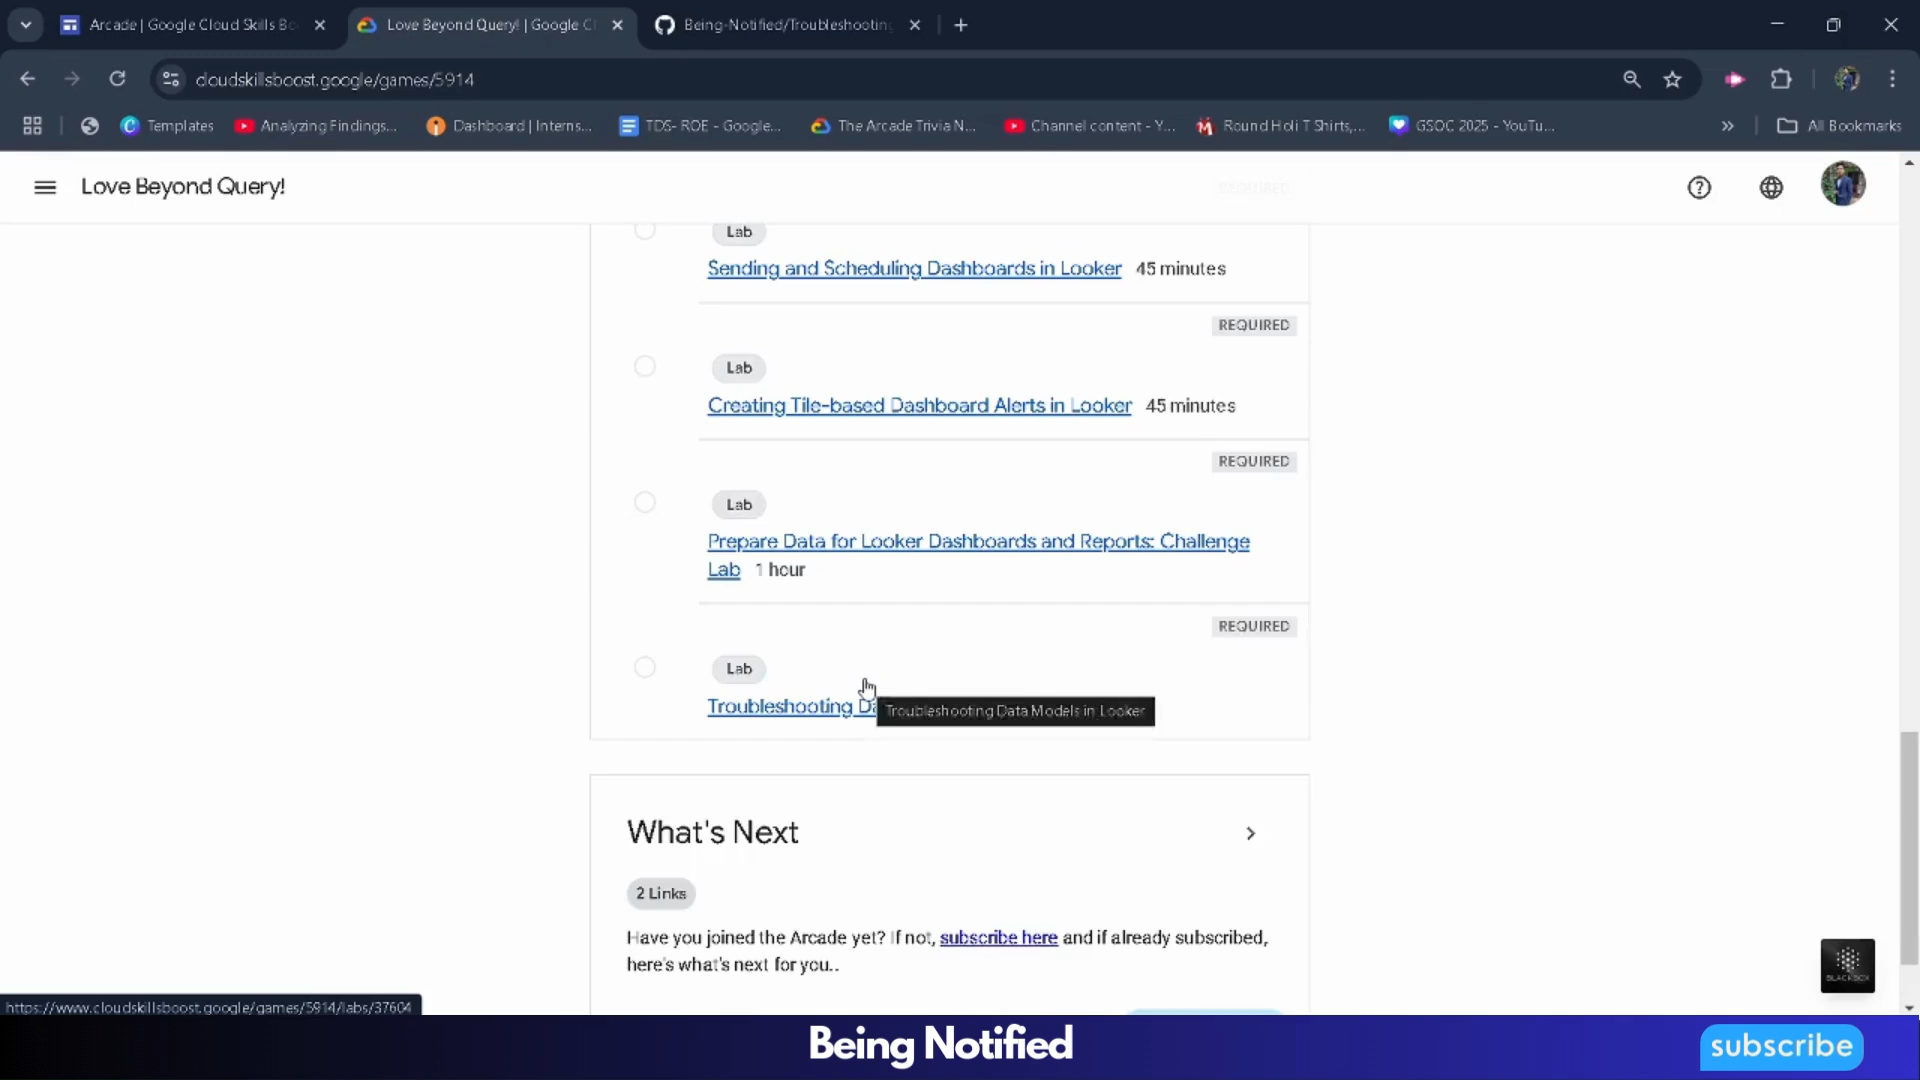 Arcade | Google Cloud Skills Bo
Love Beyond Query! | Google Cl
Being-Notified/Troubleshooting
cloudskillsboost.google/games/5914
Templates
Analyzing Findings...
Dashboard | Interns...
TDS- ROE - Google...
The Arcade Trivia N...
Channel content - Y...
Round Holi T Shirts,...
GSOC 2025 - YouTu...
All Bookmarks
Love Beyond Query!
REQUIRED
Lab
Sending and Scheduling Dashboards in Looker 45 minutes
REQUIRED
Lab
Creating Tile-based Dashboard Alerts in Looker 45 minutes
REQUIRED
Lab
Prepare Data for Looker Dashboards and Reports: Challenge
Lab 1 hour
REQUIRED
Lab
Troubleshooting Da
Troubleshooting Data Models in Looker
What's Next
2 Links
Have you joined the Arcade yet? If not, subscribe here and if already subscribed,
here's what's next for you..
BLACKBOX
https://www.cloudskillsboost.google/games/5914/labs/37604
Being Notified
subscribe